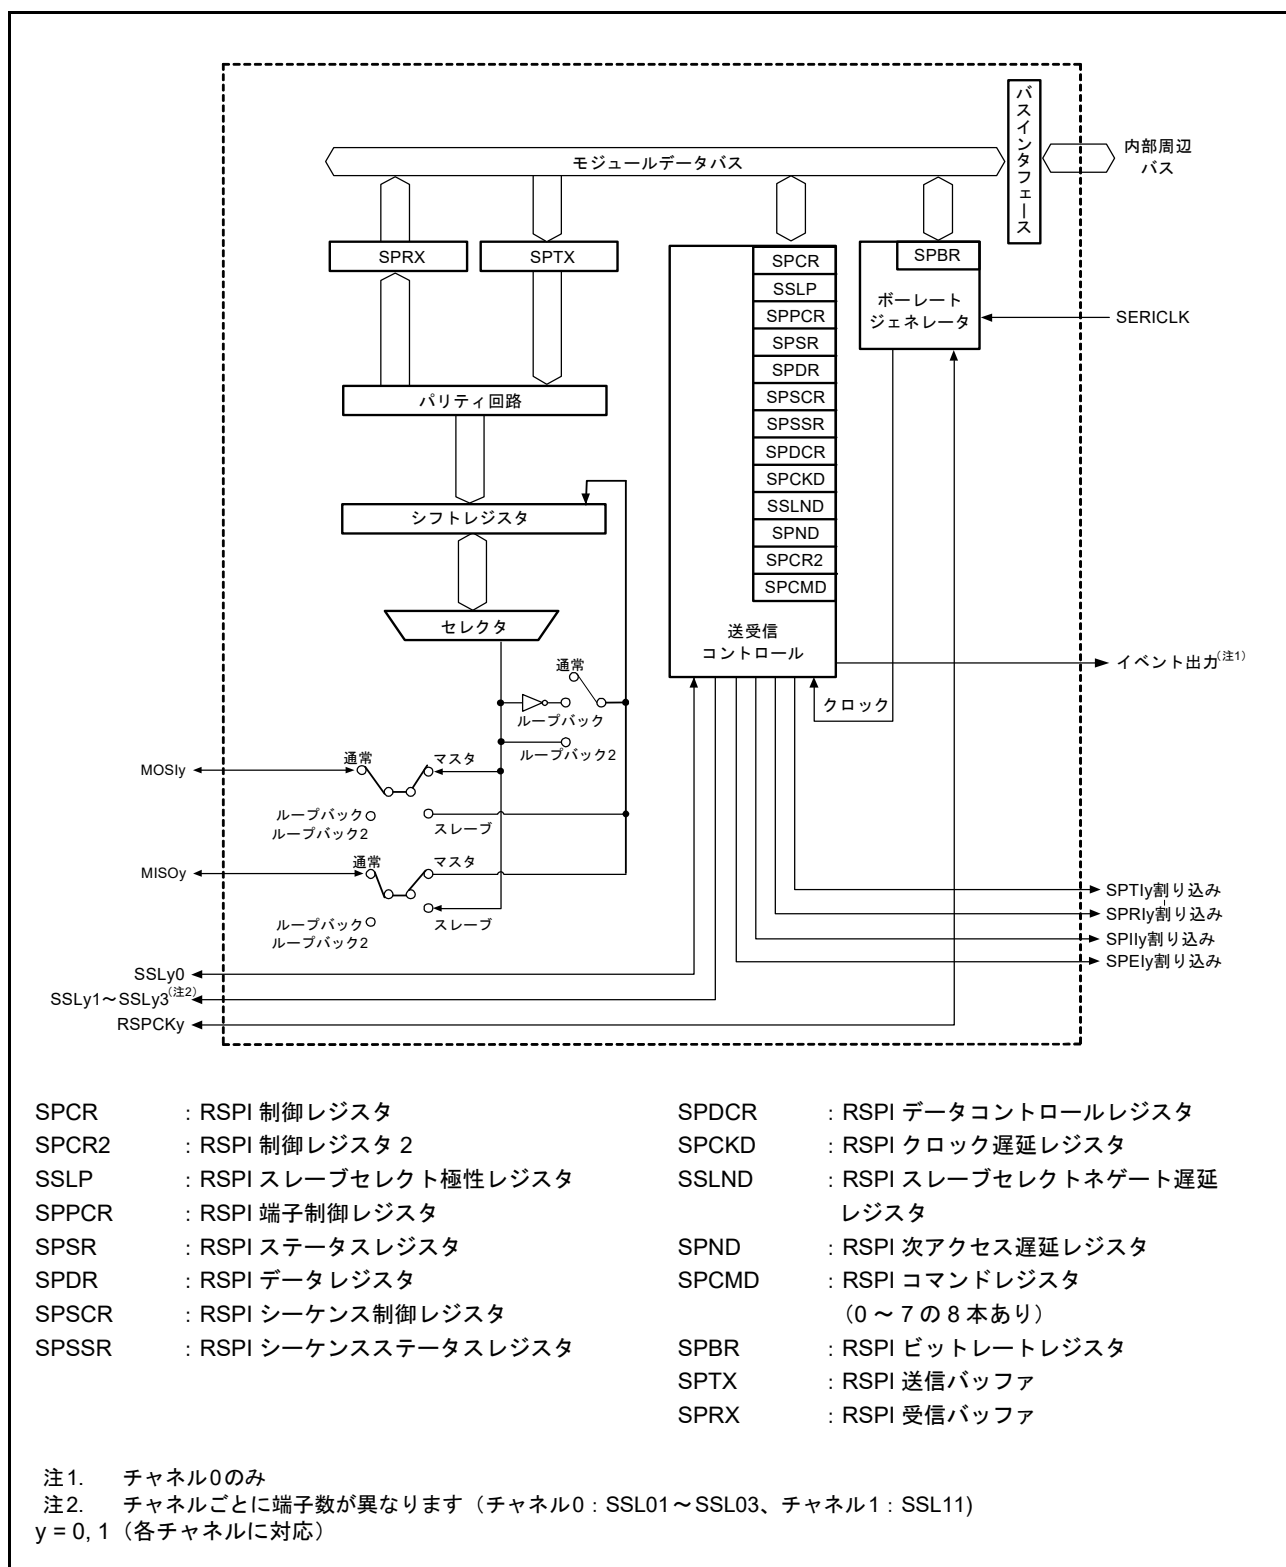 バスインタフェース
内部周辺
バス
モジュールデータバス
SPRX
SPTX
SPCR
SSLP
SPPCR
SPSR
SPDR
SPSCR
SPSSR
SPDCR
SPCKD
SSLND
SPND
SPCR2
SPCMD
送受信
コントロール
SPBR
ボーレート
ジェネレータ
SERICLK
パリティ回路
シフトレジスタ
セレクタ
通常
ループバック
ループバック2
クロック
イベント出力(注1)
MOSIy
通常
マスタ
ループバック
ループバック2
スレーブ
MISOy
通常
マスタ
ループバック
ループバック2
スレーブ
SPTIy割り込み
SPRIy割り込み
SPIIy割り込み
SPEIy割り込み
SSLy0
SSLy1～SSLy3(注2)
RSPCKy
SPCR : RSPI 制御レジスタ
SPCR2 : RSPI 制御レジスタ 2
SSLP : RSPI スレーブセレクト極性レジスタ
SPPCR : RSPI 端子制御レジスタ
SPSR : RSPI ステータスレジスタ
SPDR : RSPI データレジスタ
SPSCR : RSPI シーケンス制御レジスタ
SPSSR : RSPI シーケンスステータスレジスタ
SPDCR : RSPI データコントロールレジスタ
SPCKD : RSPI クロック遅延レジスタ
SSLND : RSPI スレーブセレクトネゲート遅延
レジスタ
SPND : RSPI 次アクセス遅延レジスタ
SPCMD : RSPI コマンドレジスタ
（0 ～ 7 の 8 本あり）
SPBR : RSPI ビットレートレジスタ
SPTX : RSPI 送信バッファ
SPRX : RSPI 受信バッファ
注1. チャネル0のみ
注2. チャネルごとに端子数が異なります（チャネル0：SSL01～SSL03、チャネル1：SSL11)
y = 0, 1（各チャネルに対応）